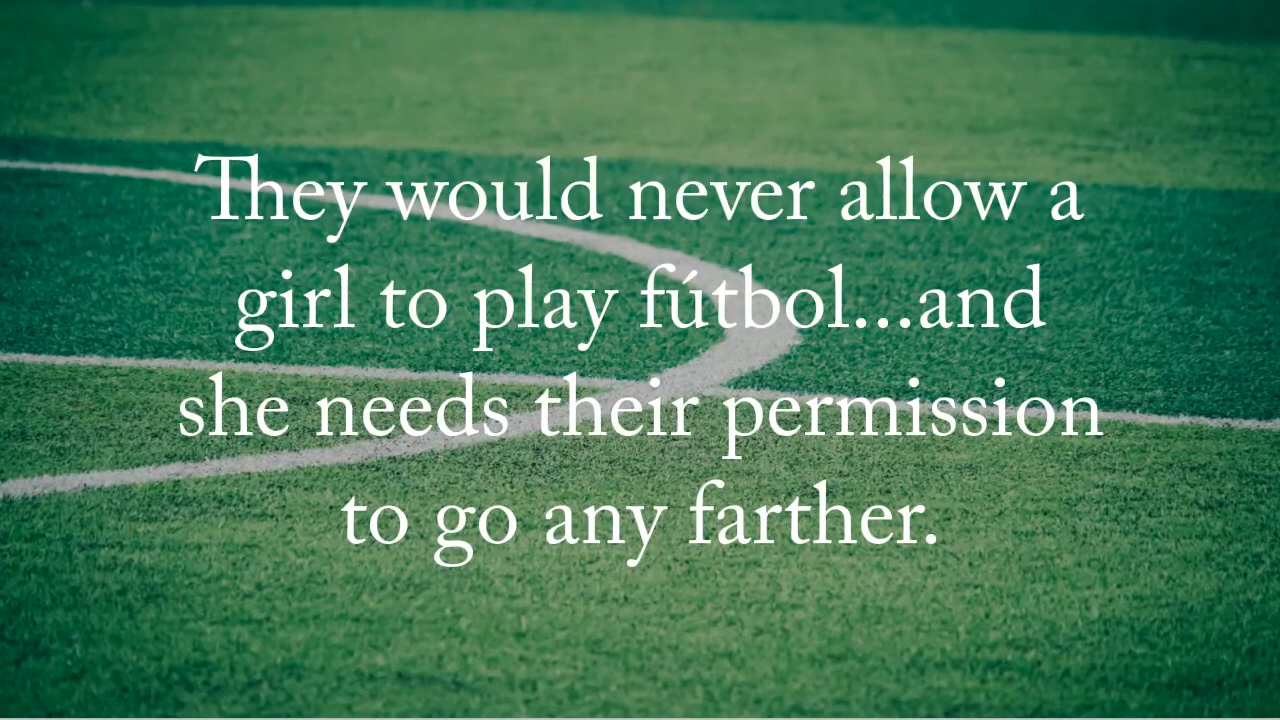 They would never allow a
girl to play fútbol...and
she needs their permission
to go any farther.